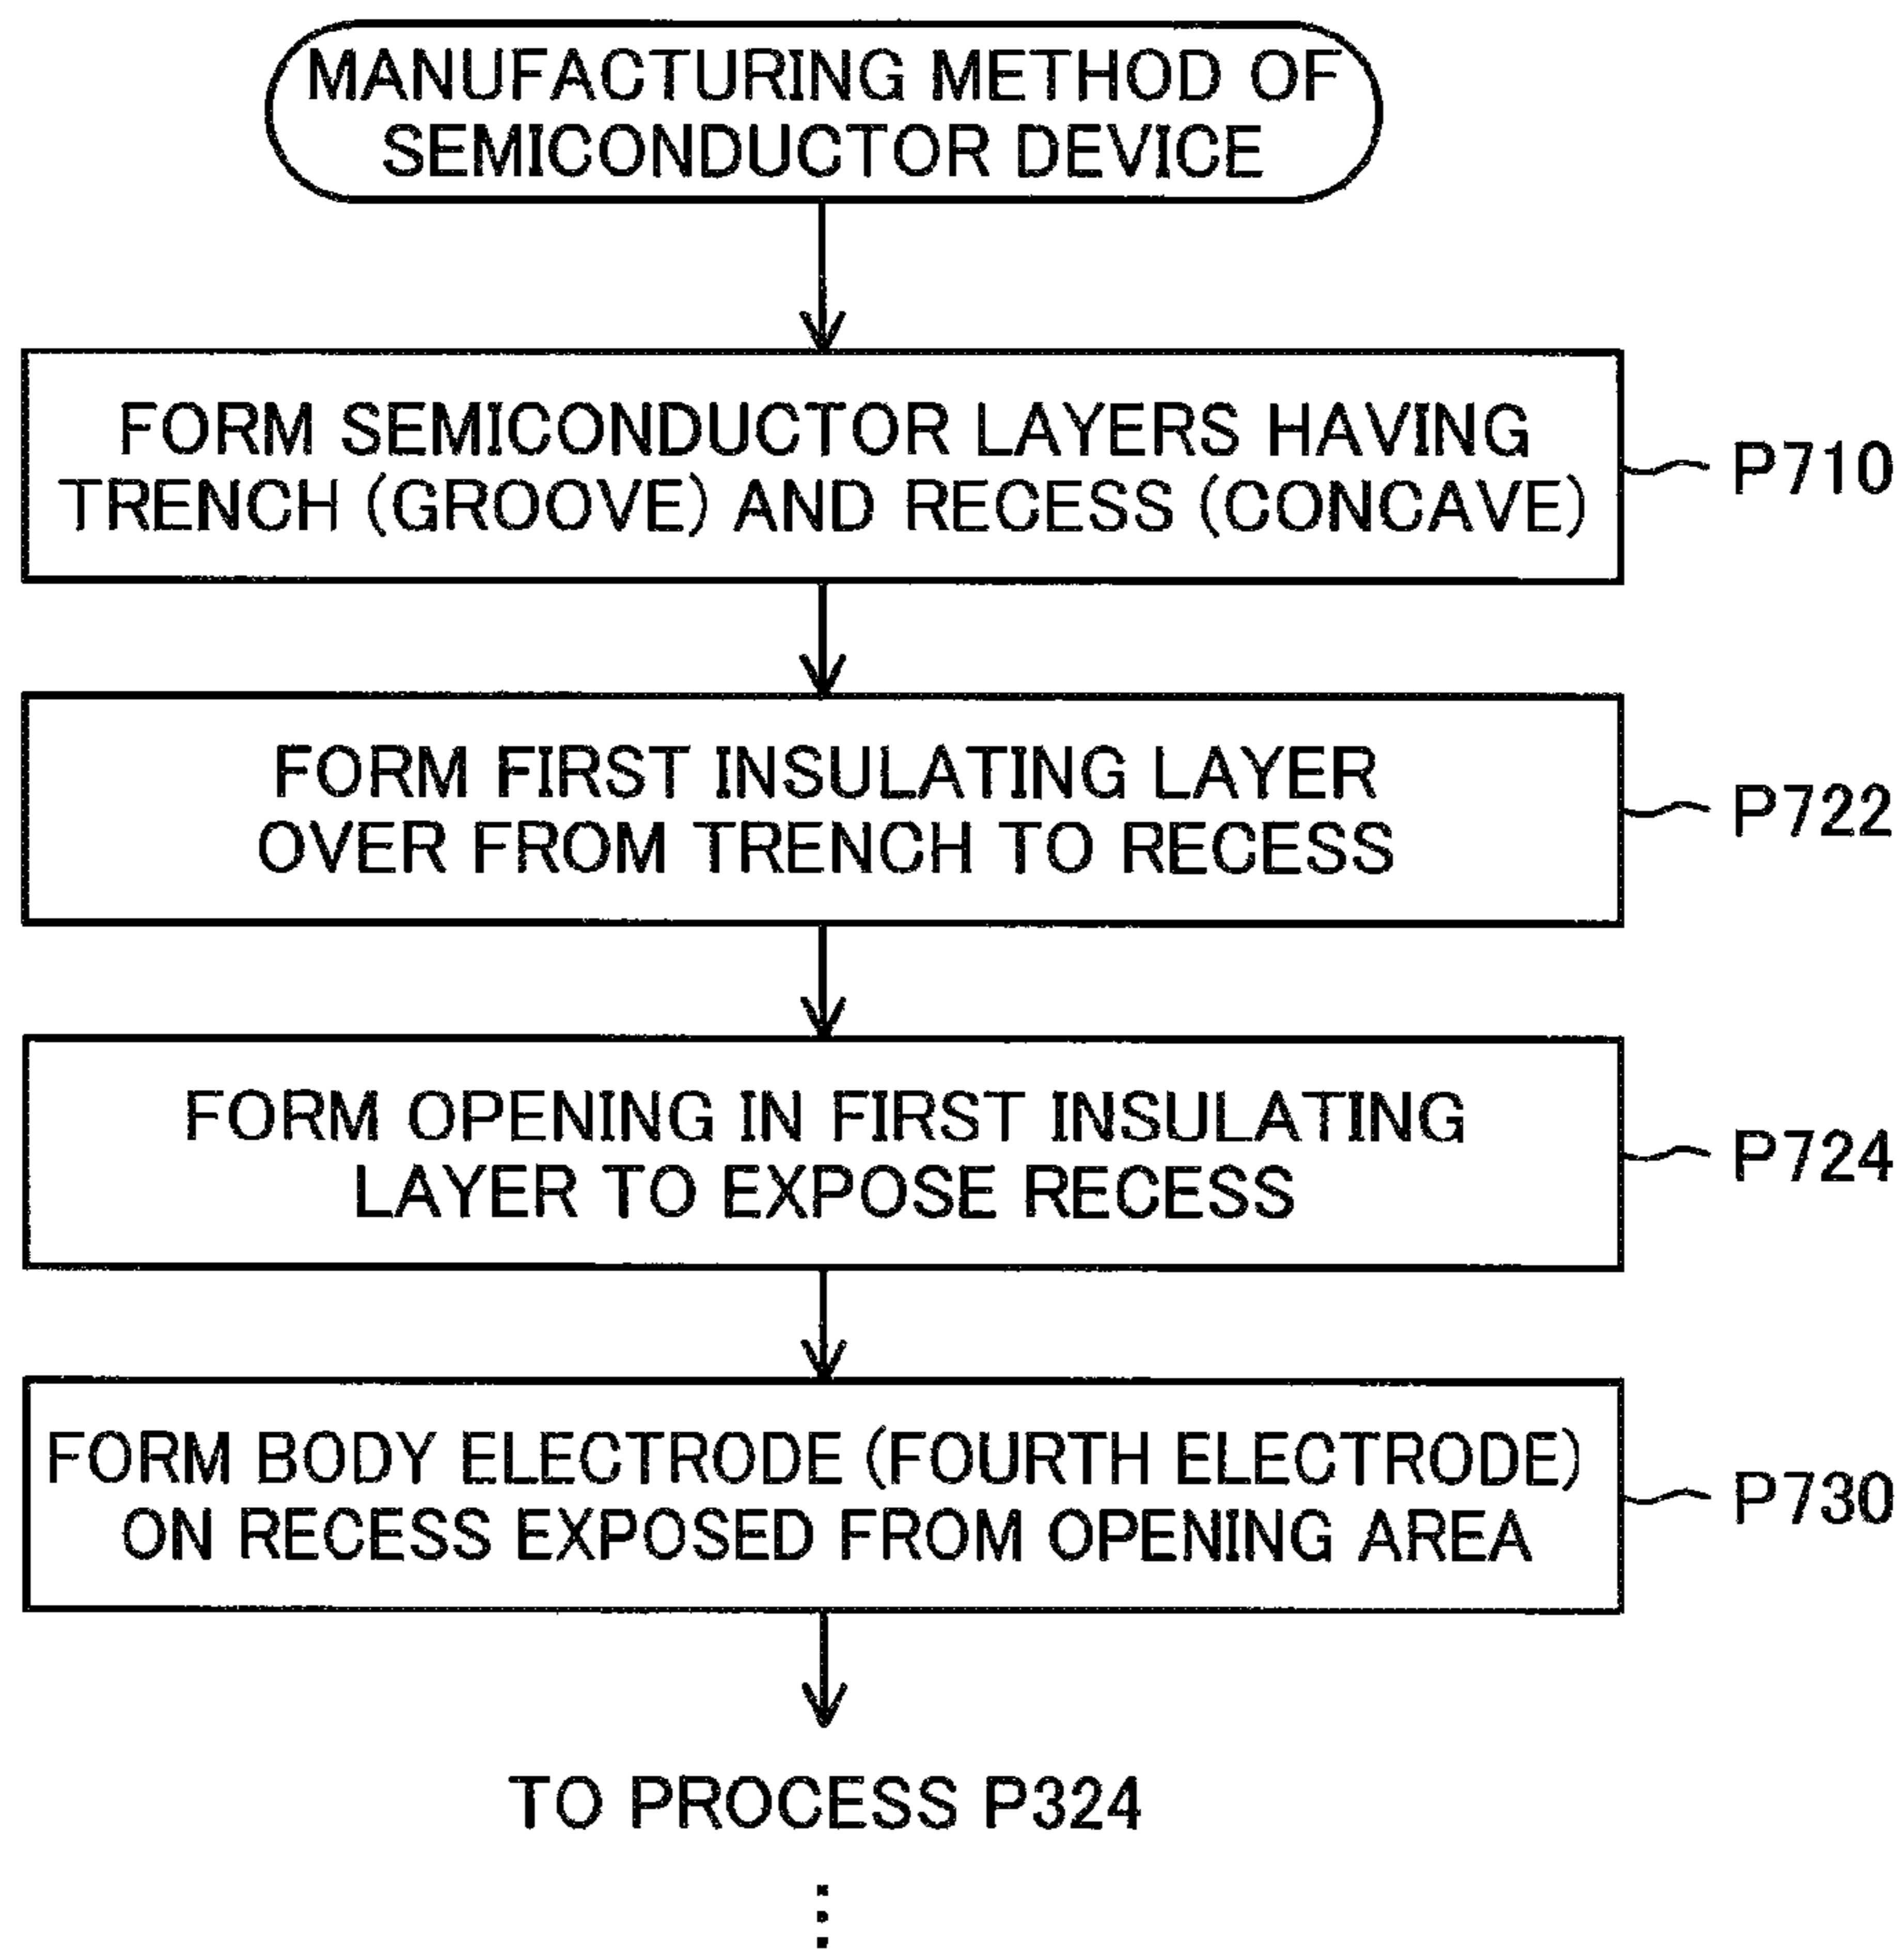 MANUFACTURING METHOD OF
SEMICONDUCTOR DEVICE
FORM SEMICONDUCTOR LAYERS HAVING
TRENCH (GROOVE) AND RECESS (CONCAVE)
P710
FORM FIRST INSULATING LAYER
OVER FROM TRENCH TO RECESS
P722
FORM OPENING IN FIRST INSULATING
LAYER TO EXPOSE RECESS
P724
FORM BODY ELECTRODE (FOURTH ELECTRODE)
ON RECESS EXPOSED FROM OPENING AREA
P730
TO PROCESS P324